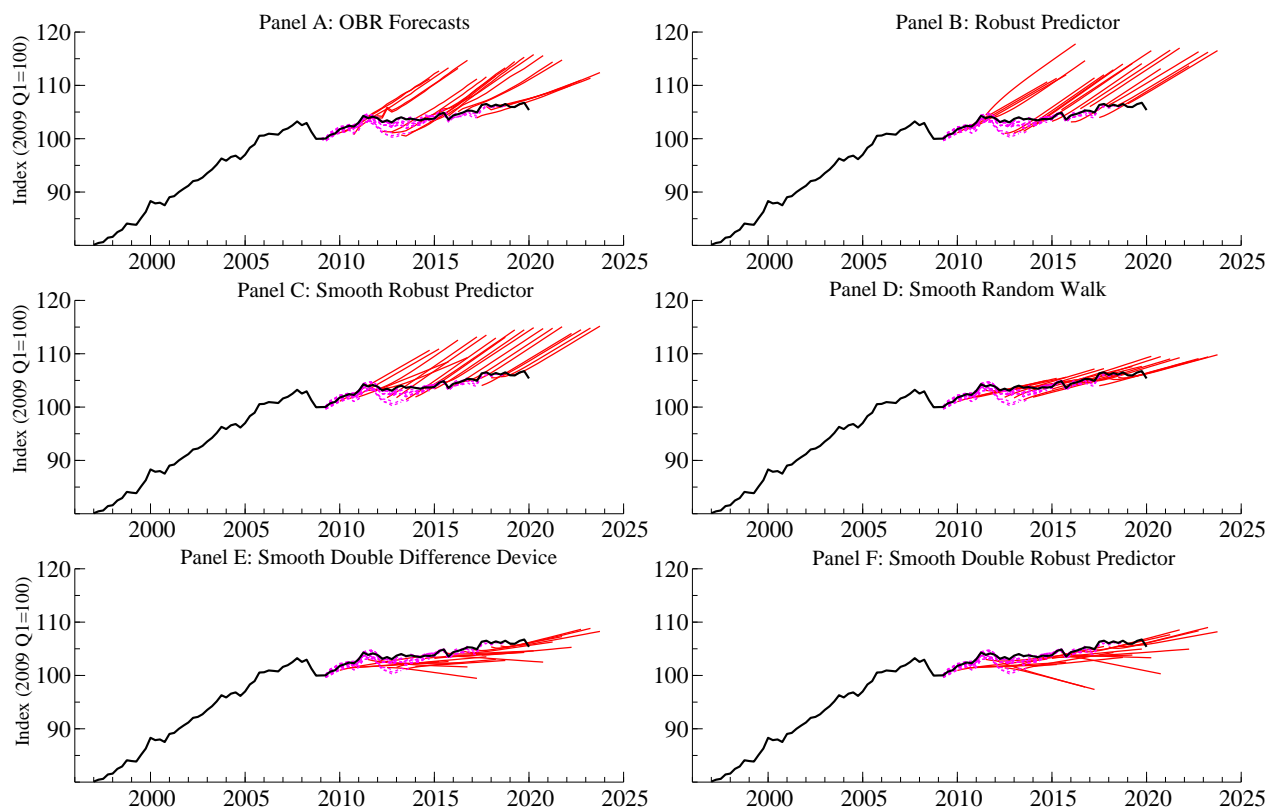 Panel A: OBR Forecasts
Panel B: Robust Predictor
Index (2009 Q1=100)
120
110
100
90
2000 2005 2010 2015 2020 2025
120
110
100
90
2000 2005 2010 2015 2020 2025
Panel C: Smooth Robust Predictor
Panel D: Smooth Random Walk
Index (2009 Q1=100)
120
110
100
90
2000 2005 2010 2015 2020 2025
120
110
100
90
2000 2005 2010 2015 2020 2025
Panel E: Smooth Double Difference Device
Panel F: Smooth Double Robust Predictor
Index (2009 Q1=100)
120
110
100
90
2000 2005 2010 2015 2020 2025
120
110
100
90
2000 2005 2010 2015 2020 2025